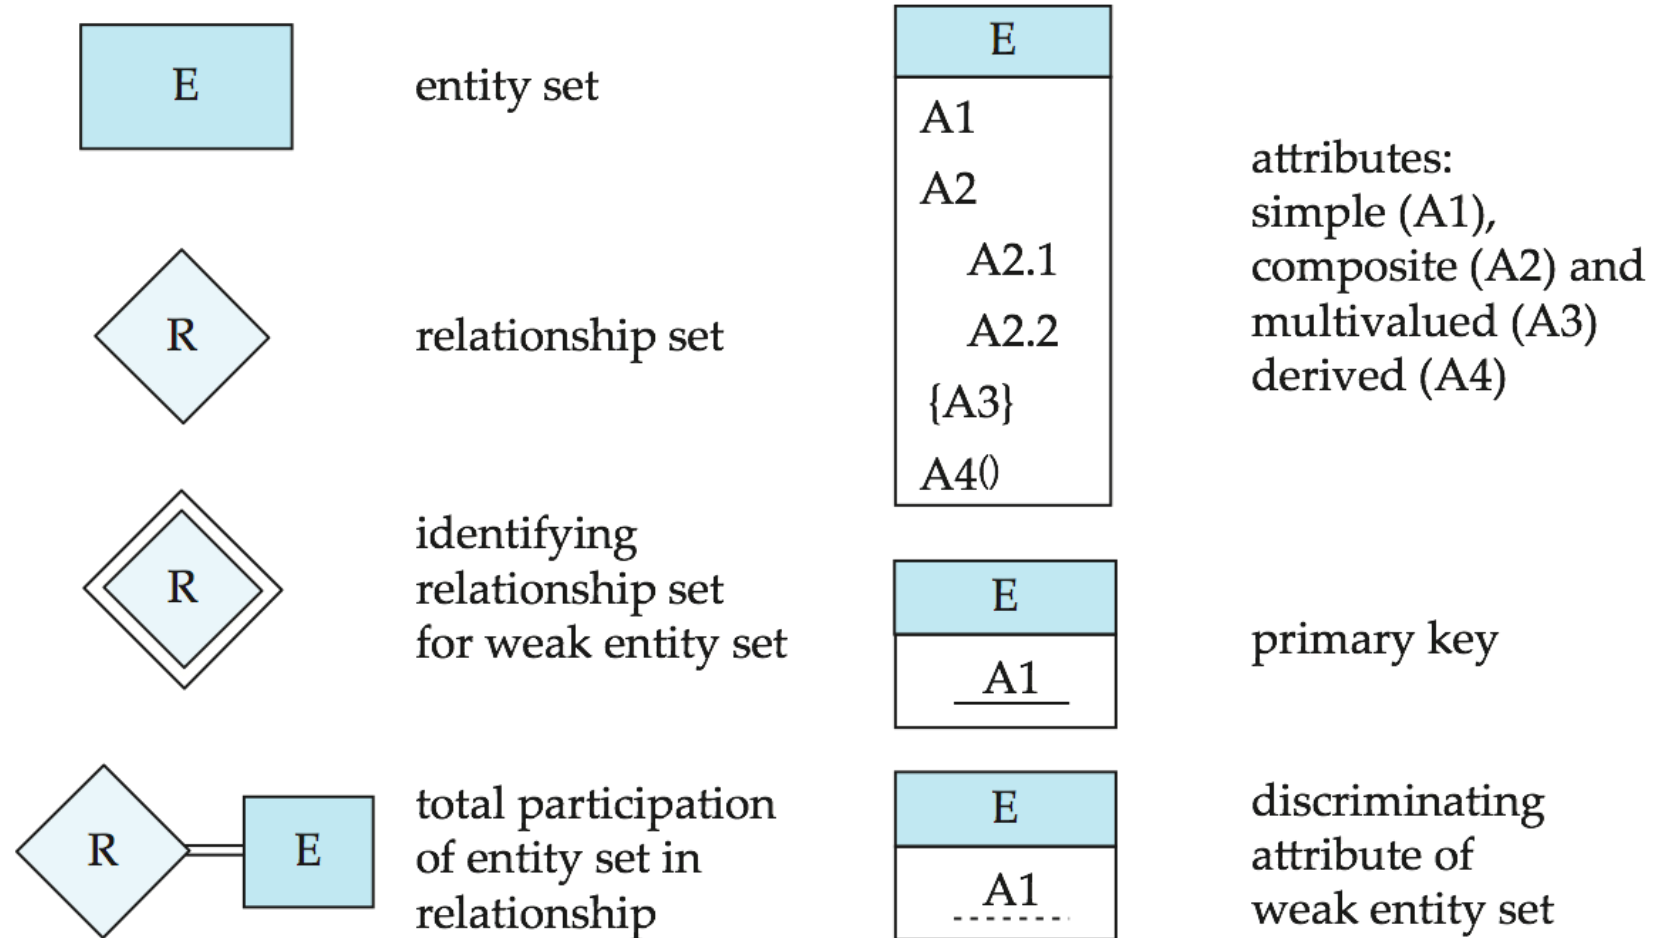 E
entity set
R
relationship set
R
identifying
relationship set
for weak entity set
R
E
total participation
of entity set in
relationship
E
A1
A2
A2.1
A2.2
{A3}
A4()
attributes:
simple (A1),
composite (A2) and
multivalued (A3)
derived (A4)
E
A1
primary key
E
A1
discriminating
attribute of
weak entity set